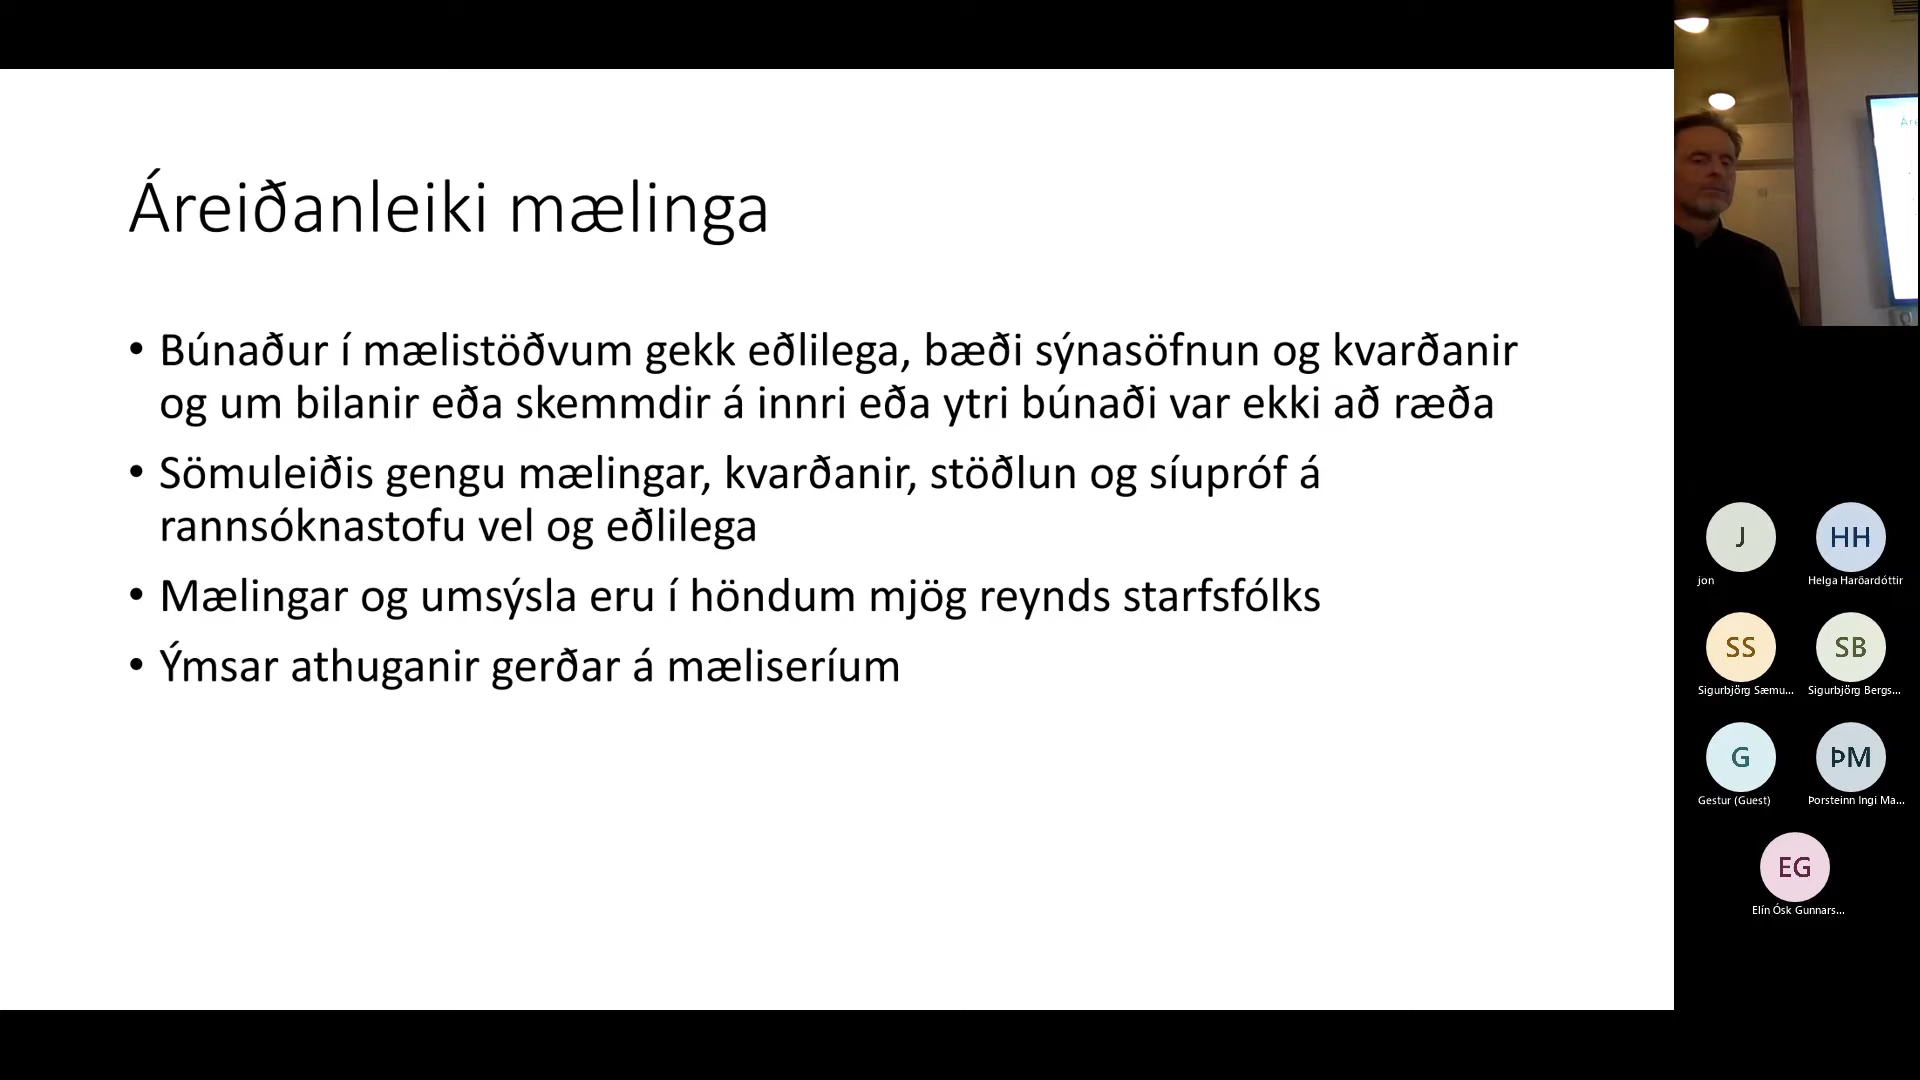 Áreiðanleiki mælinga
• Búnaður í mælistöðvum gekk eðlilega, bæði sýnasöfnun og kvarðanir
og um bilanir eða skemmdir á innri eða ytri búnaði var ekki að ræða
• Sömuleiðis gengu mælingar, kvarðanir, stöðlun og síupróf á
rannsóknastofu vel og eðlilega
• Mælingar og umsýsla eru í höndum mjög reynds starfsfólks
• Ýmsar athuganir gerðar á mæliseríum
J
jon
HH
Helga Harðardóttir
SS
Sigurbjörg Sæmu...
SB
Sigurbjörg Bergs...
G
Gestur (Guest)
ÞM
Þorsteinn Ingi Ma...
EG
Elín Ósk Gunnars...